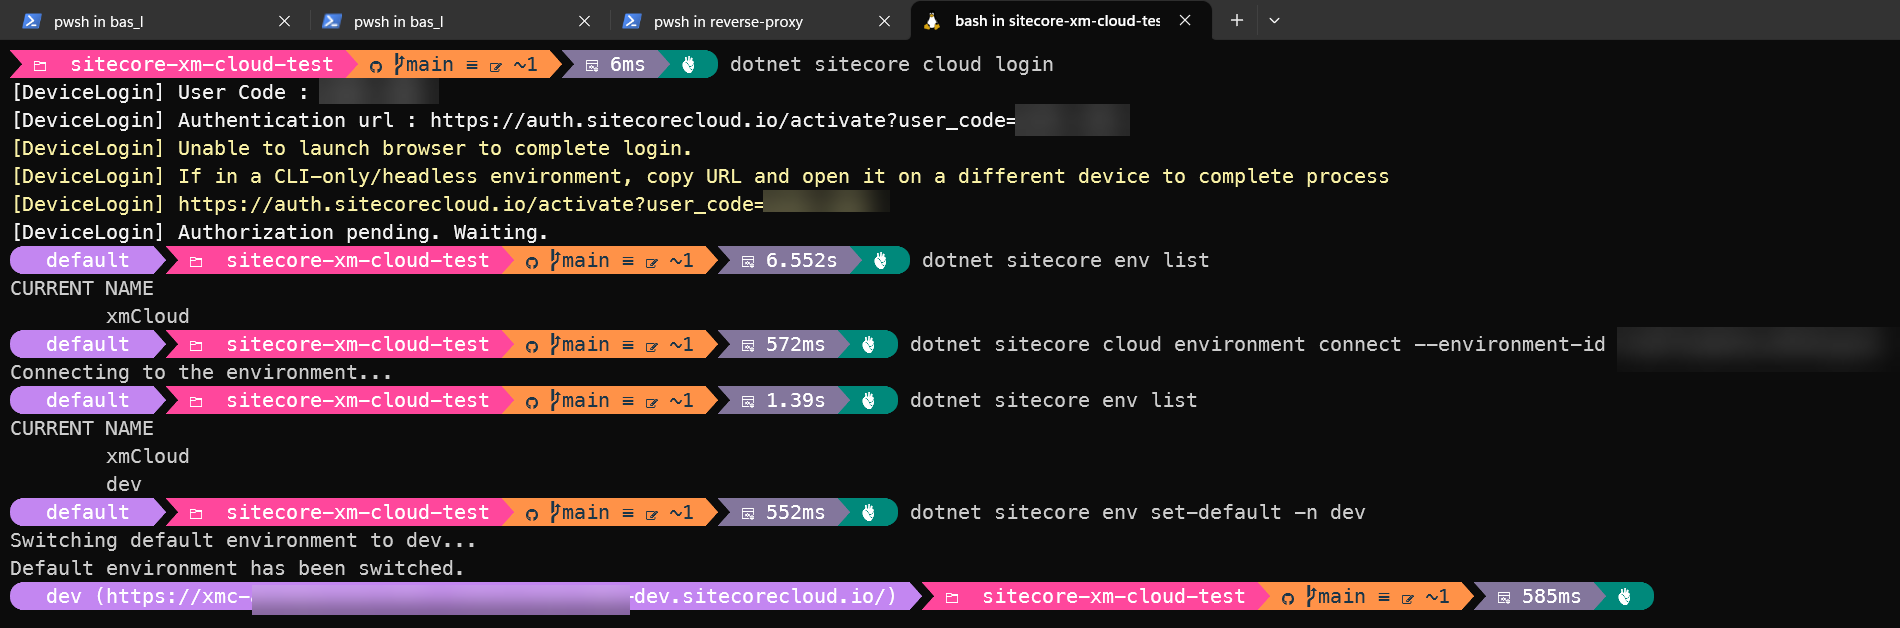 pwsh in bas_l
pwsh in bas_l
pwsh in reverse-proxy
bash in sitecore-xm-cloud-tes
sitecore-xm-cloud-test main ≡ ~1 6ms dotnet sitecore cloud login
[DeviceLogin] User Code :
[DeviceLogin] Authentication url : https://auth.sitecorecloud.io/activate?user_code=
[DeviceLogin] Unable to launch browser to complete login.
[DeviceLogin] If in a CLI-only/headless environment, copy URL and open it on a different device to complete process
[DeviceLogin] https://auth.sitecorecloud.io/activate?user_code=
[DeviceLogin] Authorization pending. Waiting.
default sitecore-xm-cloud-test main ≡ ~1 6.552s dotnet sitecore env list
CURRENT NAME
xmCloud
default sitecore-xm-cloud-test main ≡ ~1 572ms dotnet sitecore cloud environment connect --environment-id
Connecting to the environment...
default sitecore-xm-cloud-test main ≡ ~1 1.39s dotnet sitecore env list
CURRENT NAME
xmCloud
dev
default sitecore-xm-cloud-test main ≡ ~1 552ms dotnet sitecore env set-default -n dev
Switching default environment to dev...
Default environment has been switched.
dev (https://xmc- -dev.sitecorecloud.io/) sitecore-xm-cloud-test main ≡ ~1 585ms